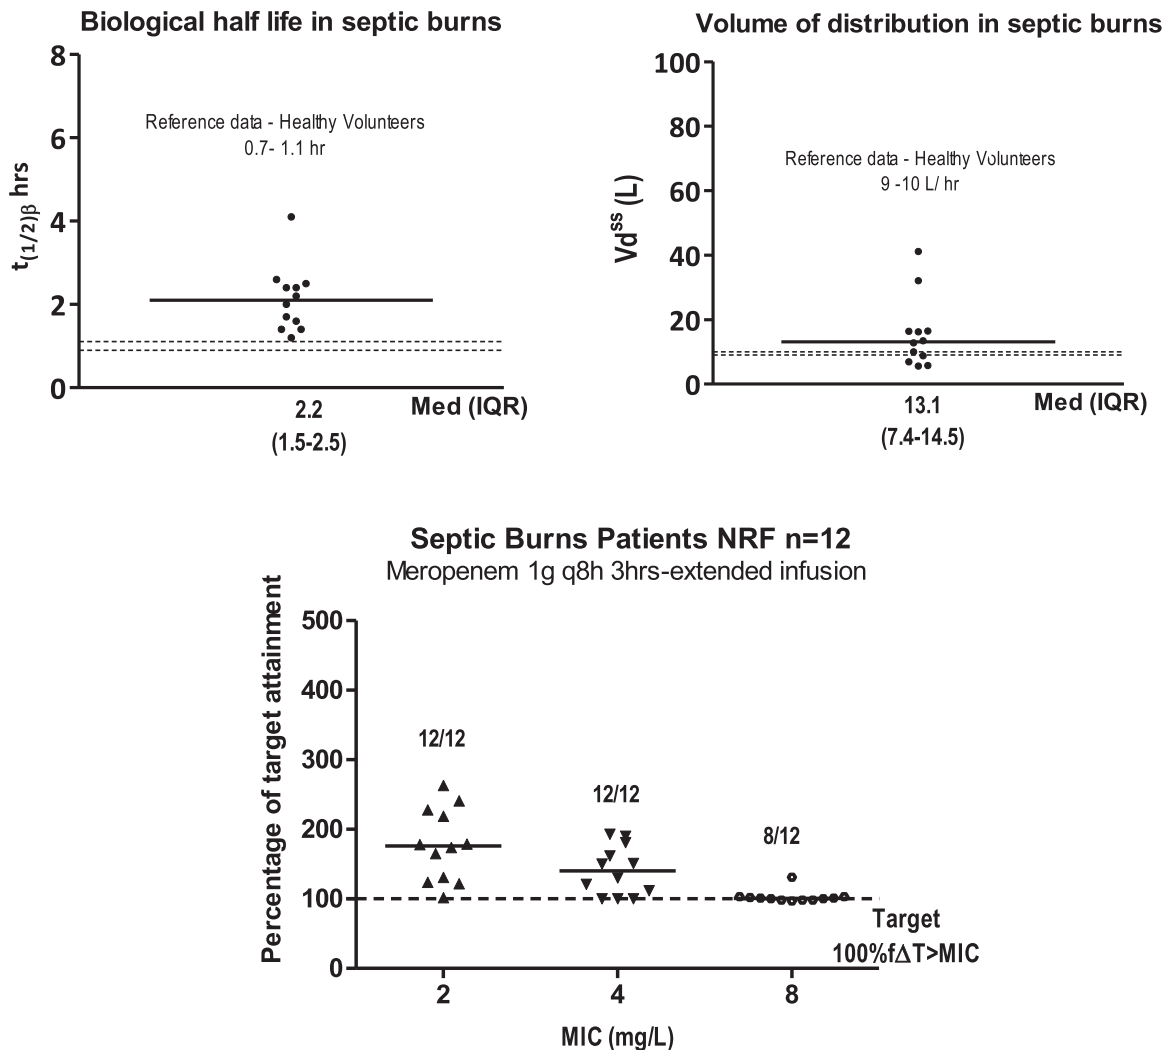 Biological half life in septic burns
8
6
4
2
0
t(1/2)β hrs
Reference data - Healthy Volunteers
0.7- 1.1 hr
2.2
(1.5-2.5)
Med (IQR)
Volume of distribution in septic burns
100
80
60
40
20
0
Vdss (L)
Reference data - Healthy Volunteers
9 -10 L/ hr
13.1
(7.4-14.5)
Med (IQR)
Septic Burns Patients NRF n=12
Meropenem 1g q8h 3hrs-extended infusion
Percentage of target attainment
500
400
300
200
100
0
12/12
12/12
8/12
Target
100%fΔT>MIC
2
4
8
MIC (mg/L)